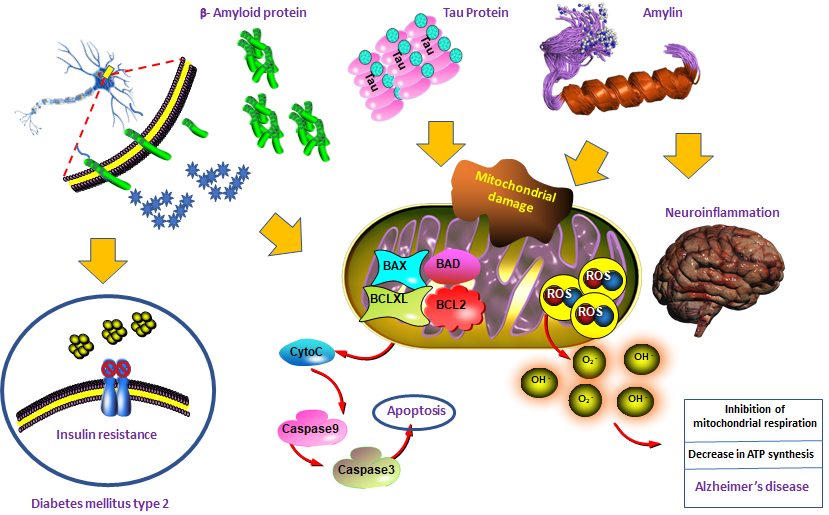 β- Amyloid protein
Tau Protein
Amylin
Tau
Tau
Tau
Mitochondrial
damage
Neuroinflammation
BAX
BAD
BCLXL
BCL2
ROS
ROS
ROS
CytoC
O₂⁻
OH⁻
OH⁻
O₂⁻
OH⁻
Insulin resistance
Apoptosis
Caspase9
Caspase3
Inhibition of
mitochondrial respiration
Decrease in ATP synthesis
Alzheimer's disease
Diabetes mellitus type 2